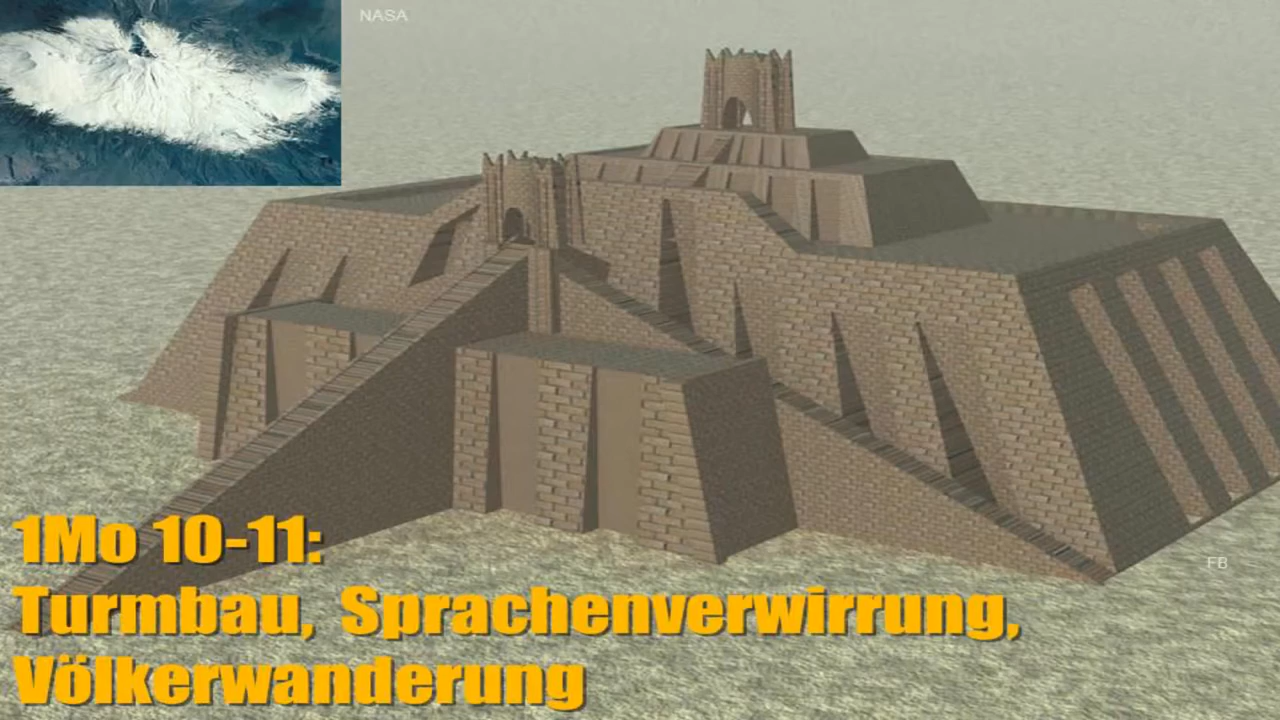 NASA
FB
1Mo 10-11:
Turmbau, Sprachenverwirrung,
Völkerwanderung